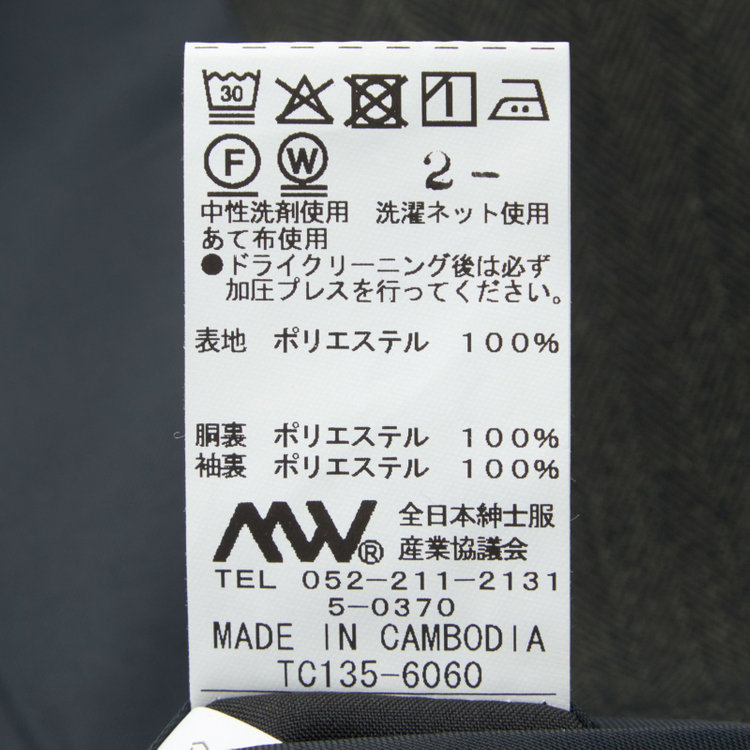 30
F W 2-
中性洗剤使用 洗濯ネット使用
あて布使用
●ドライクリーニング後は必ず
加圧プレスを行ってください。
表地 ポリエステル 100%
胴裏 ポリエステル 100%
袖裏 ポリエステル 100%
MW® 全日本紳士服
産業協議会
TEL 052-211-2131
5-0370
MADE IN CAMBODIA
TC135-6060